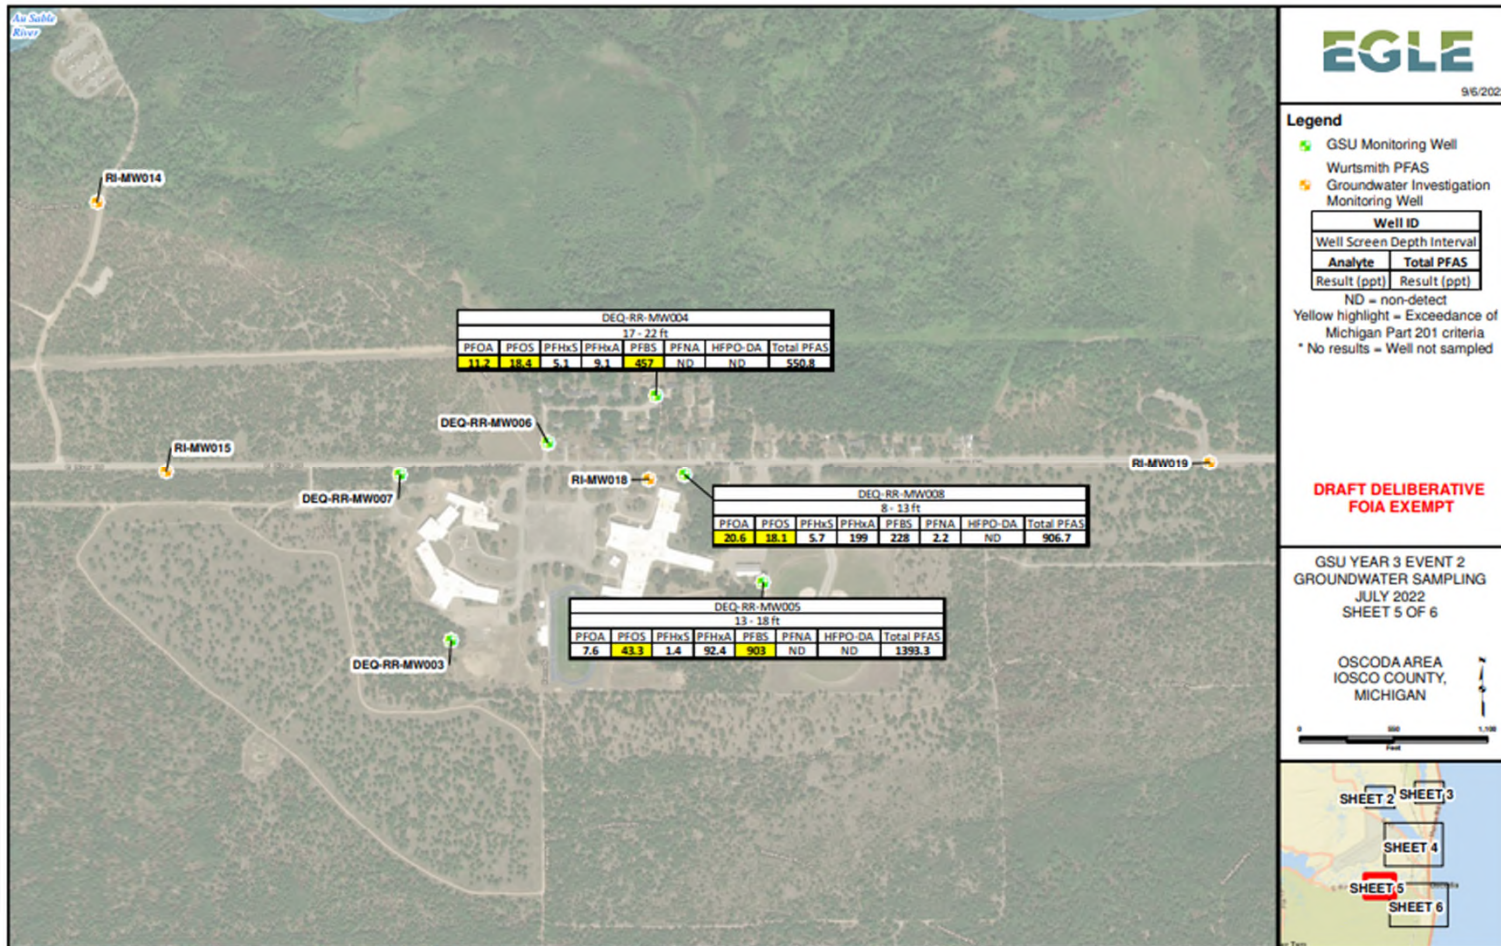 Au Sable
River
RI-MW014
DEQ-RR-MW004
17 - 22 ft
PFOA PFOS PFHxS PFHxA PFBS PFNA HFPO-DA Total PFAS
11.2 18.4 5.1 9.1 457 ND ND 550.8
DEQ-RR-MW006
RI-MW015
DEQ-RR-MW007
RI-MW018
RI-MW019
DEQ-RR-MW008
8 - 13 ft
PFOA PFOS PFHxS PFHxA PFBS PFNA HFPO-DA Total PFAS
20.6 18.1 5.7 199 228 2.2 ND 906.7
DEQ-RR-MW005
13 - 18 ft
PFOA PFOS PFHxS PFHxA PFBS PFNA HFPO-DA Total PFAS
7.6 43.3 1.4 92.4 903 ND ND 1393.3
DEQ-RR-MW003
EGLE
Legend
GSU Monitoring Well
Wurtsmith PFAS
Groundwater Investigation
Monitoring Well
Well ID
Well Screen Depth Interval
Analyte Total PFAS
Result (ppt) Result (ppt)
ND = non-detect
Yellow highlight = Exceedance of
Michigan Part 201 criteria
* No results = Well not sampled
DRAFT DELIBERATIVE
FOIA EXEMPT
GSU YEAR 3 EVENT 2
GROUNDWATER SAMPLING
JULY 2022
SHEET 5 OF 6
OSCODA AREA
IOSCO COUNTY,
MICHIGAN
N
0 550 1,100
Feet
SHEET 2 SHEET 3
SHEET 4
SHEET 5
SHEET 6